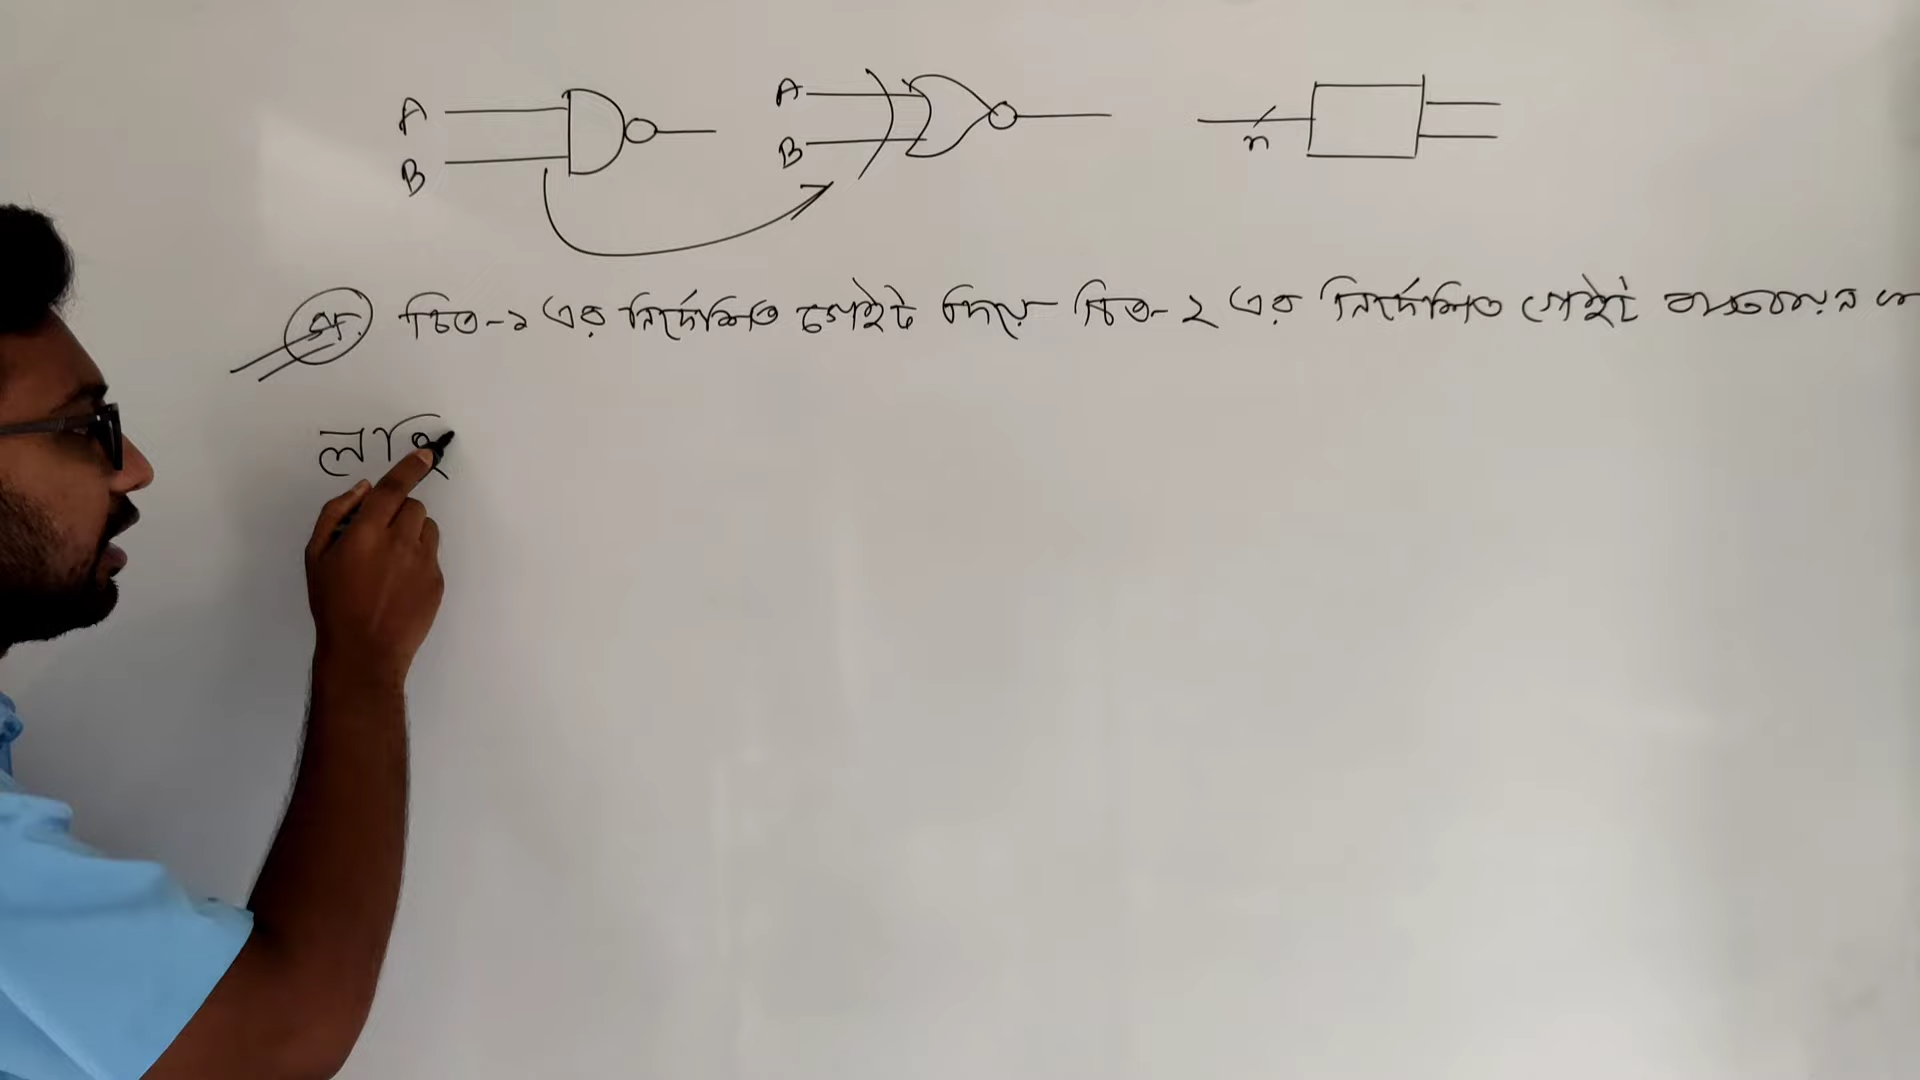 A
B
A
B
n
গ. চিত্র-১ এর নির্দেশিত গেইট দিয়ে চিত্র-২ এর নির্দেশিত গেইট বাস্তবায়ন